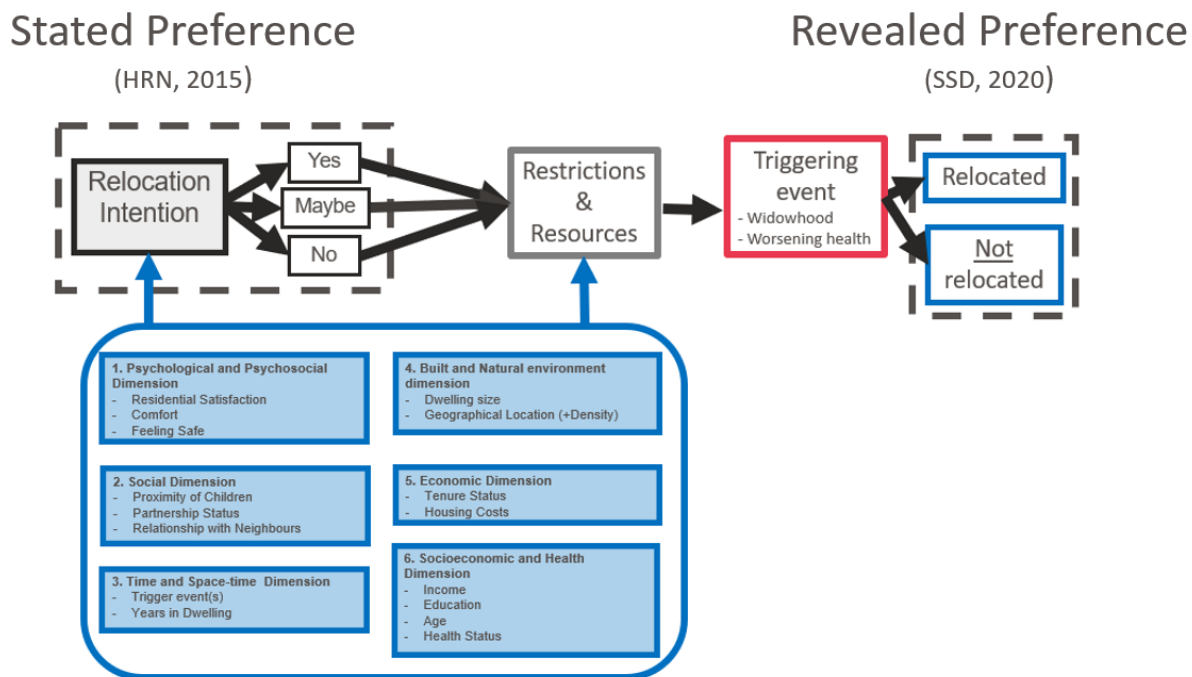 Stated Preference
(HRN, 2015)
Revealed Preference
(SSD, 2020)
Relocation
Intention
Yes
Maybe
No
Restrictions
&
Resources
Triggering
event
- Widowhood
- Worsening health
Relocated
Not
relocated
1. Psychological and Psychosocial
Dimension
- Residential Satisfaction
- Comfort
- Feeling Safe
2. Social Dimension
- Proximity of Children
- Partnership Status
- Relationship with Neighbours
3. Time and Space-time Dimension
- Trigger event(s)
- Years in Dwelling
4. Built and Natural environment
dimension
- Dwelling size
- Geographical Location (+Density)
5. Economic Dimension
- Tenure Status
- Housing Costs
6. Socioeconomic and Health
Dimension
- Income
- Education
- Age
- Health Status